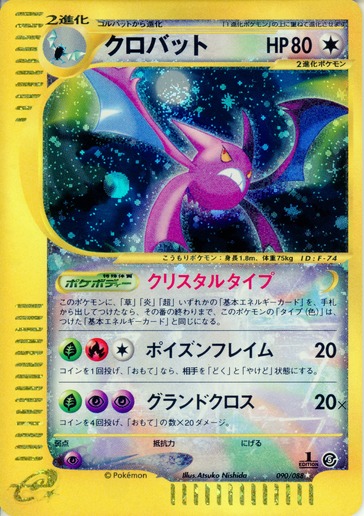 2進化
ゴルバットから進化
「1進化ポケモン」の上に重ねて進化させます
クロバット HP80
2進化ポケモン
こうもりポケモン：身長1.8m、体重75kg ID:F-74
特殊体質
ポケボディー クリスタルタイプ
このポケモンに、「草」「炎」「超」いずれかの「基本エネルギーカード」を、手札
から出してつけたなら、その番の終わりまで、このポケモンの「タイプ(色)」は、つ
けた「基本エネルギーカード」と同じになる。
ポイズンフレイム 20
コインを1回投げ、「おもて」なら、相手を「どく」と「やけど」状態にする。
グランドクロス 20×
コインを4回投げ、「おもて」の数×20ダメージ。
弱点 抵抗力 にげる
1
EDITION
© Pokémon Illus. Atsuko Nishida 090/088
e